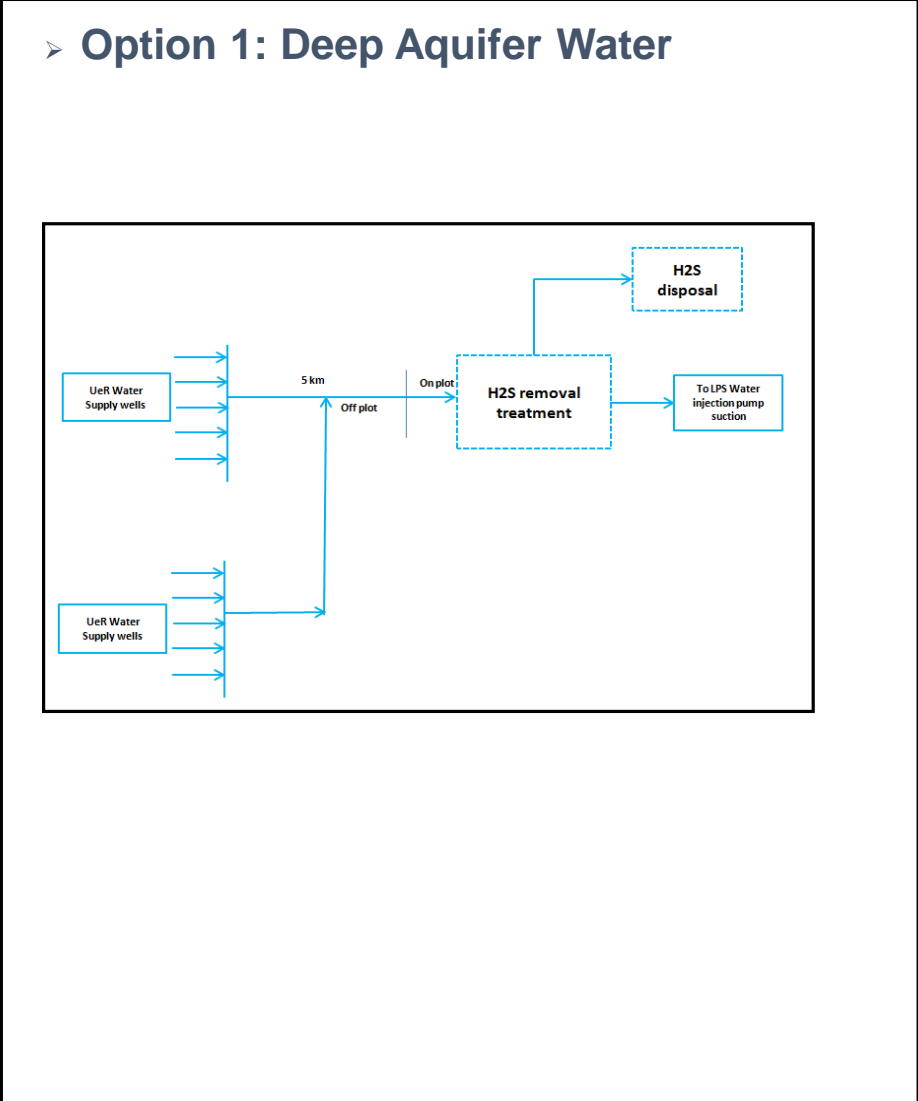 ➢ Option 1: Deep Aquifer Water
H2S
disposal
5 km
On plot
UeR Water
Supply wells
Off plot
H2S removal
treatment
To LPS Water
injection pump
suction
UeR Water
Supply wells